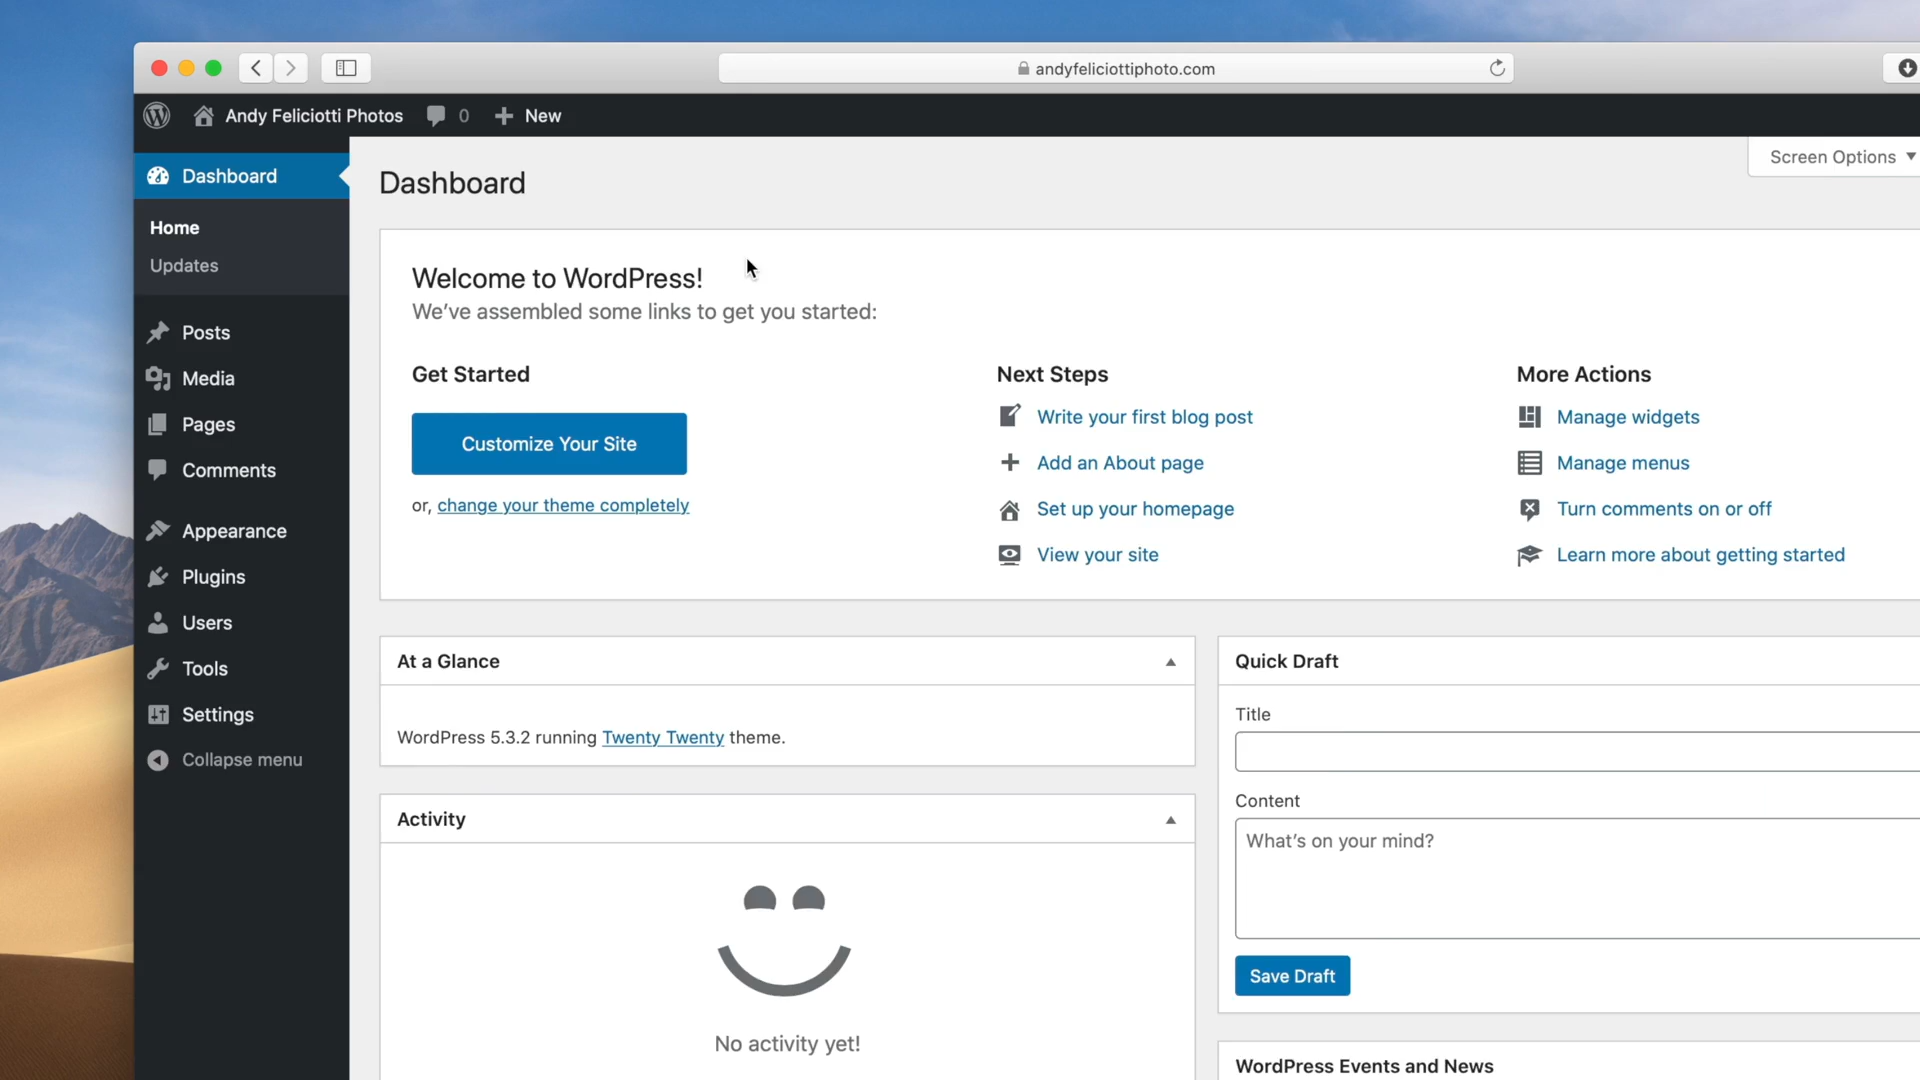 andyfeliciottiphoto.com
Andy Feliciotti Photos 0 New
Screen Options
Dashboard
Home
Updates
Posts
Media
Pages
Comments
Appearance
Plugins
Users
Tools
Settings
Collapse menu
Dashboard
Welcome to WordPress!
We've assembled some links to get you started:
Get Started
Customize Your Site
or, change your theme completely
Next Steps
Write your first blog post
Add an About page
Set up your homepage
View your site
More Actions
Manage widgets
Manage menus
Turn comments on or off
Learn more about getting started
At a Glance
WordPress 5.3.2 running Twenty Twenty theme.
Activity
No activity yet!
Quick Draft
Title
Content
What's on your mind?
Save Draft
WordPress Events and News